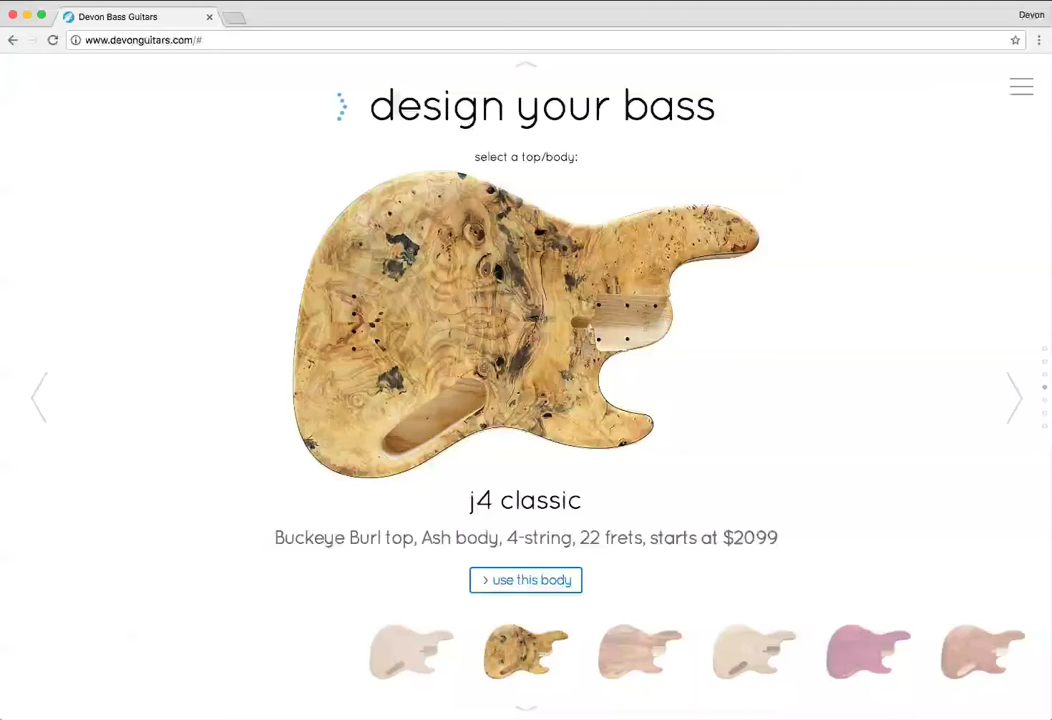 Devon Bass Guitars
Devon
www.devonguitars.com/#
design your bass
select a top/body:
j4 classic
Buckeye Burl top, Ash body, 4-string, 22 frets, starts at $2099
› use this body